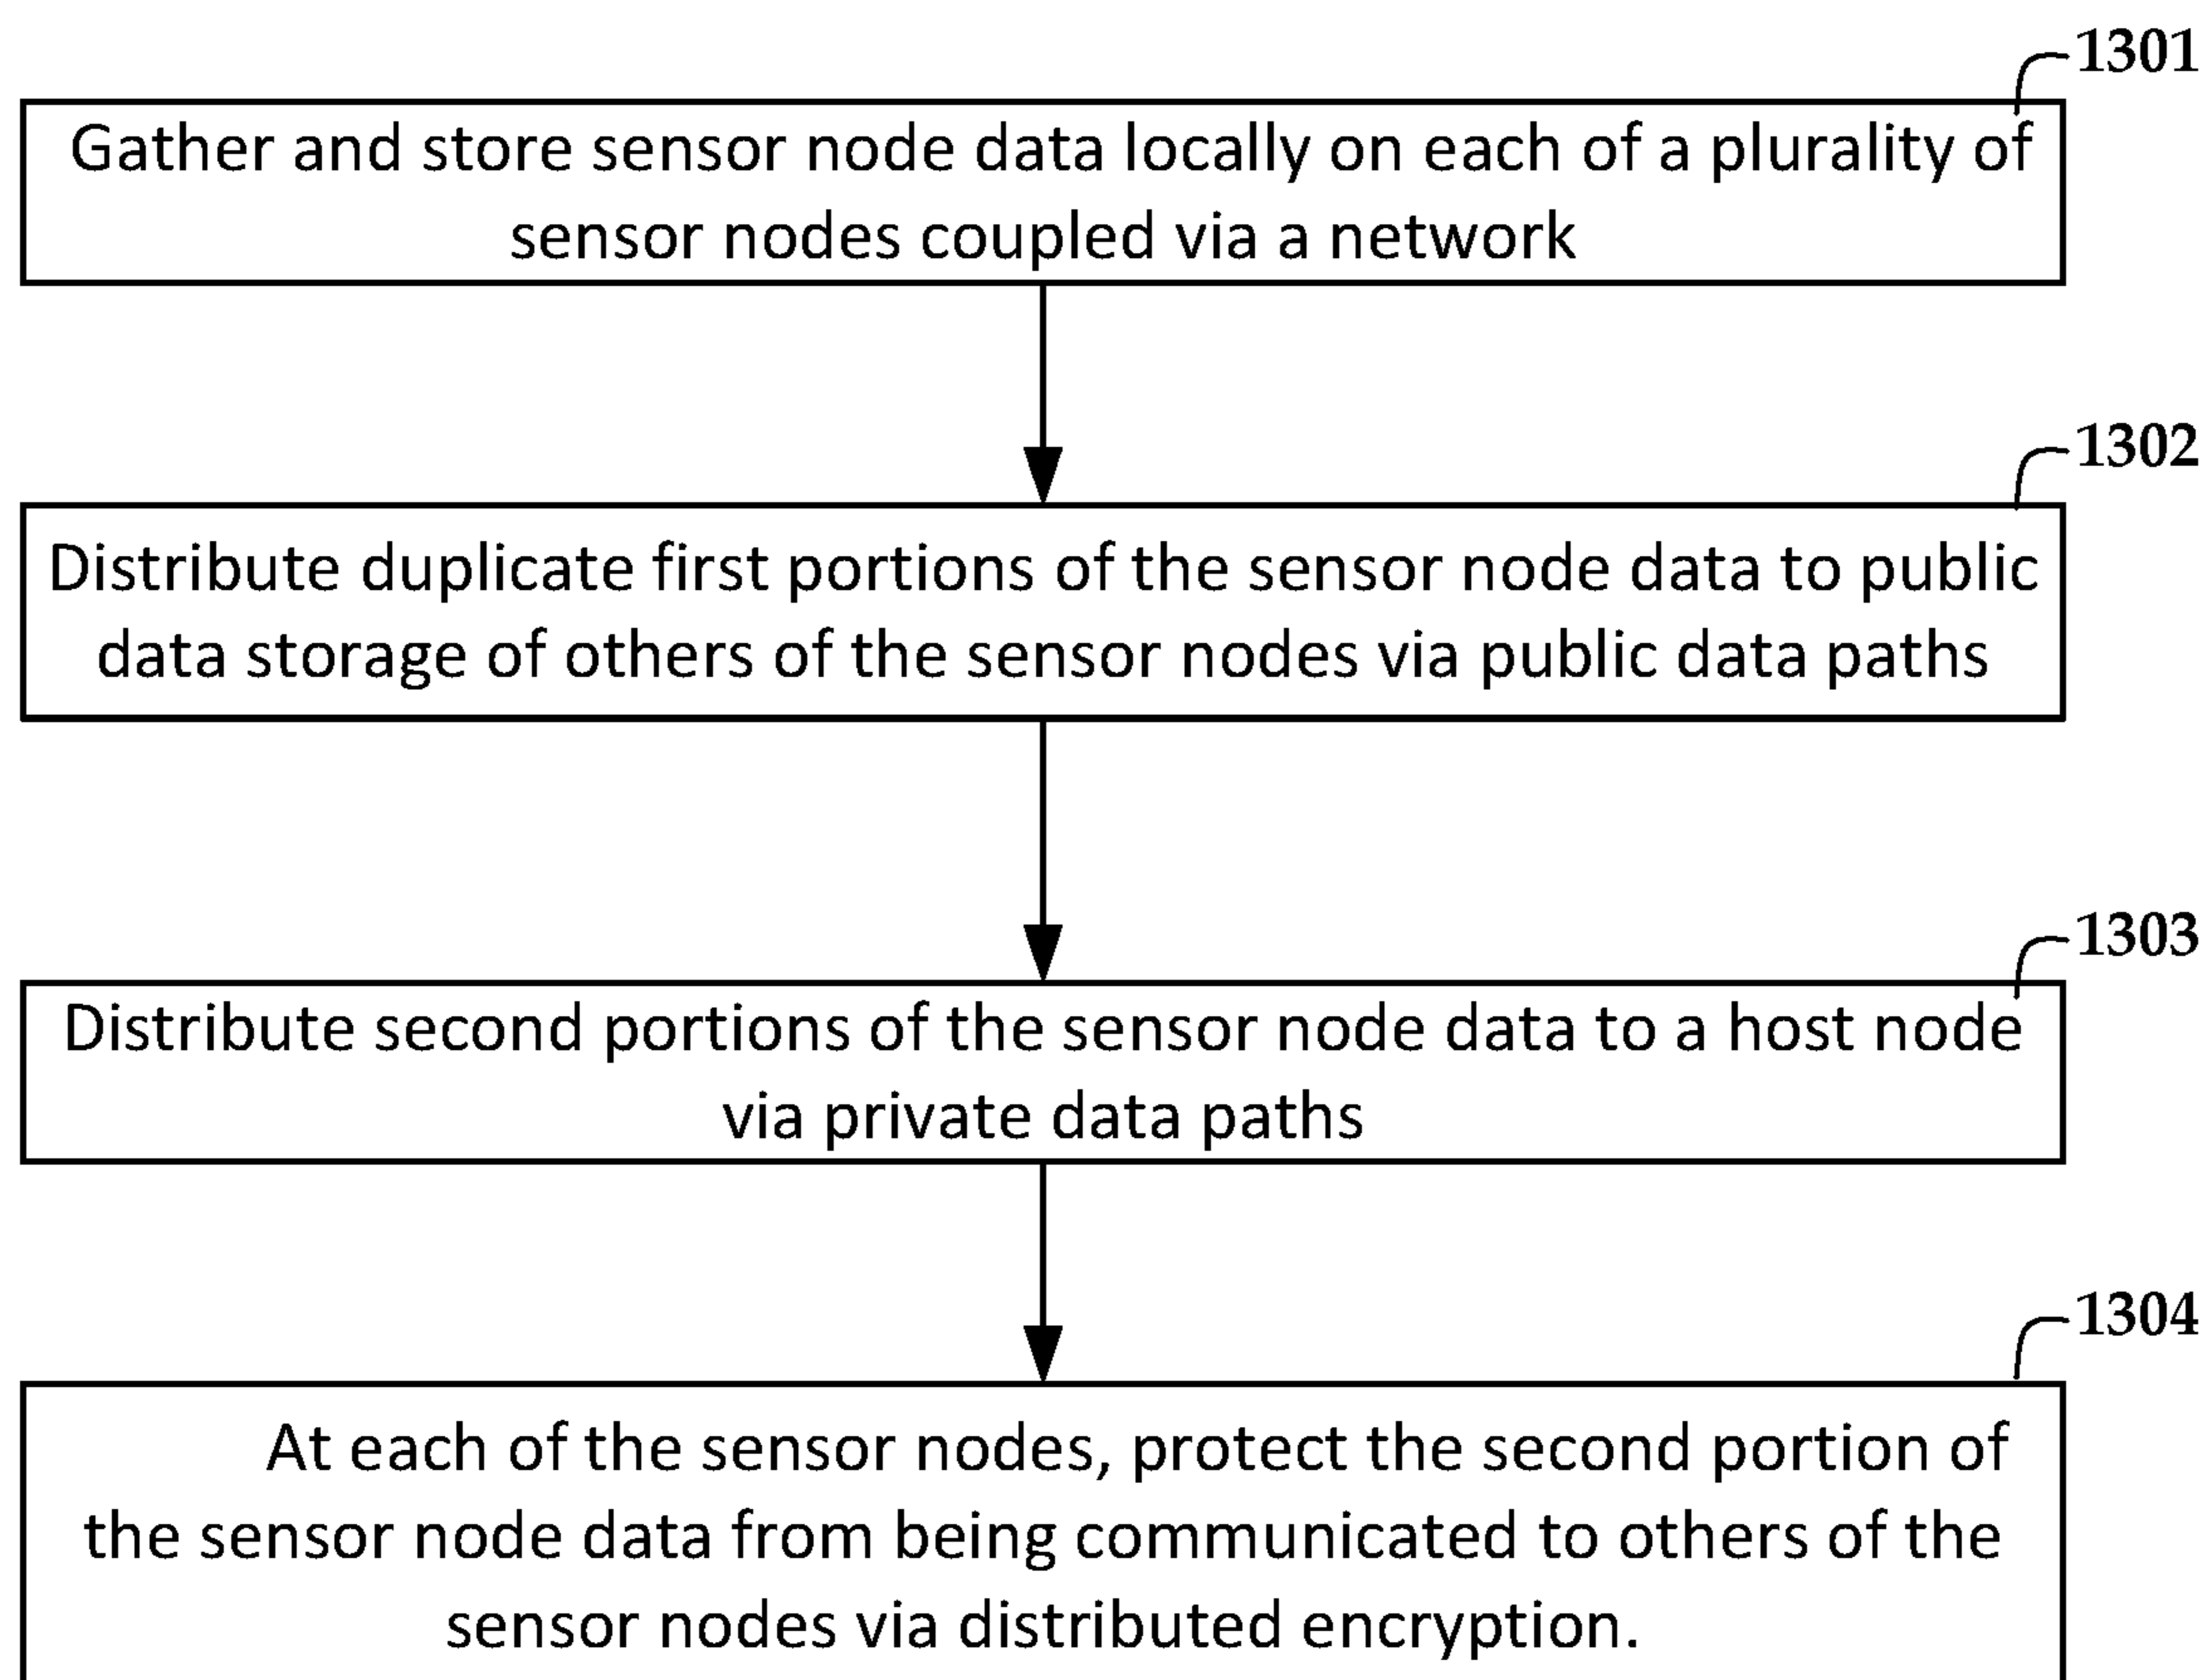 1301
Gather and store sensor node data locally on each of a plurality of
sensor nodes coupled via a network
1302
Distribute duplicate first portions of the sensor node data to public
data storage of others of the sensor nodes via public data paths
1303
Distribute second portions of the sensor node data to a host node
via private data paths
1304
At each of the sensor nodes, protect the second portion of
the sensor node data from being communicated to others of the
sensor nodes via distributed encryption.